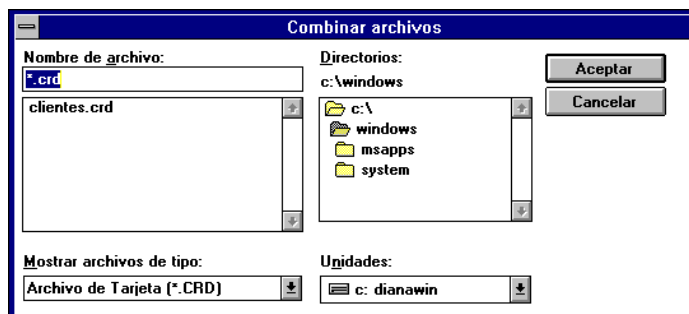 Combinar archivos
Nombre de archivo:
*.crd
clientes.crd
Directorios:
c:\windows
c:\
windows
msapps
system
Aceptar
Cancelar
Mostrar archivos de tipo:
Archivo de Tarjeta (*.CRD)
Unidades:
c: dianawin